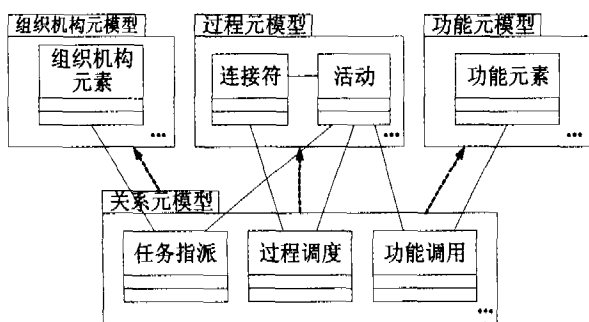 组织机构元模型
过程元模型
功能元模型
组织机构
元素
连接符
活动
功能元素
...
...
...
关系元模型
任务指派
过程调度
功能调用
...